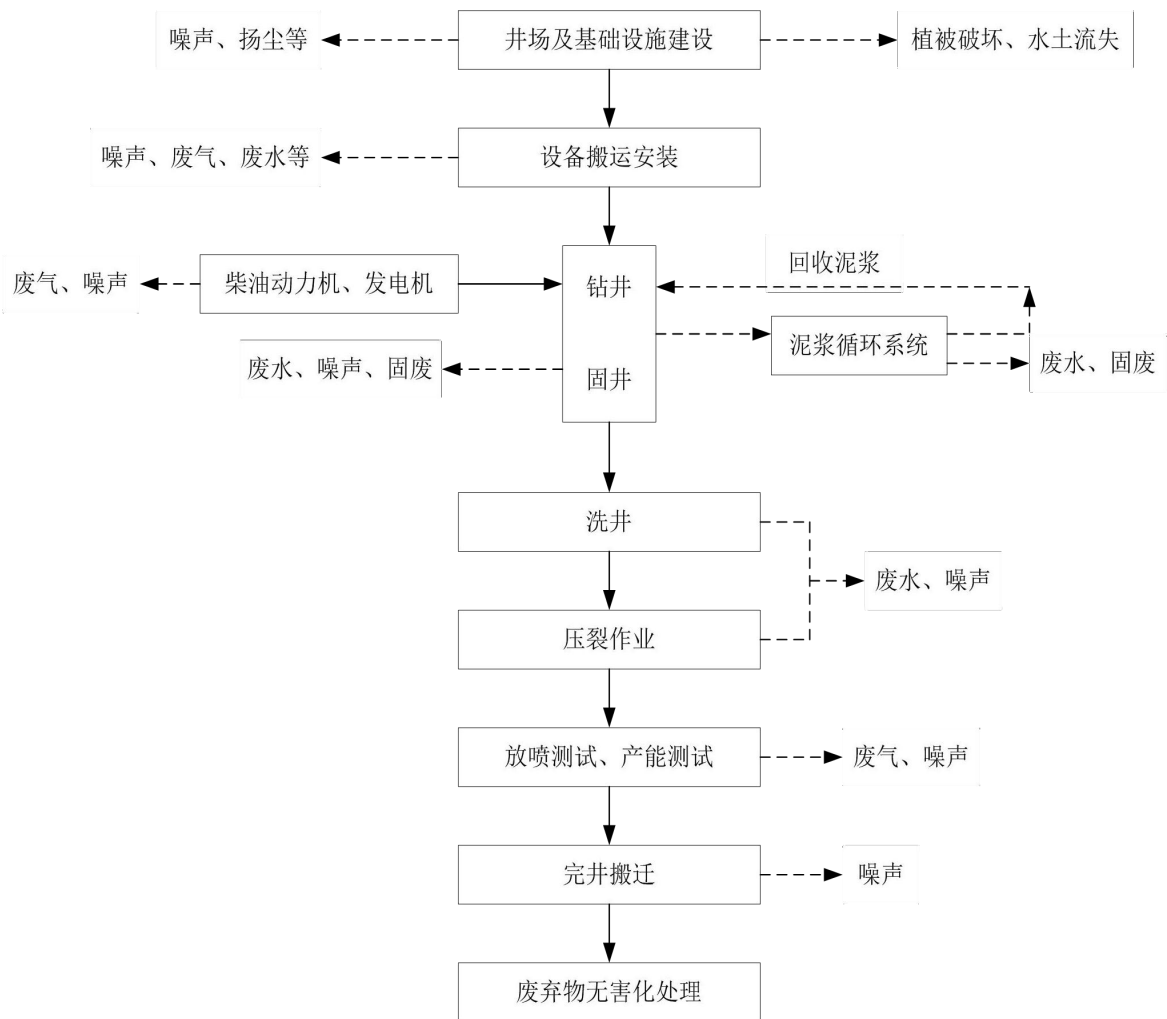 噪声、扬尘等
井场及基础设施建设
植被破坏、水土流失
噪声、废气、废水等
设备搬运安装
回收泥浆
废气、噪声
柴油动力机、发电机
钻井
泥浆循环系统
废水、固废
废水、噪声、固废
固井
洗井
废水、噪声
压裂作业
放喷测试、产能测试
废气、噪声
完井搬迁
噪声
废弃物无害化处理